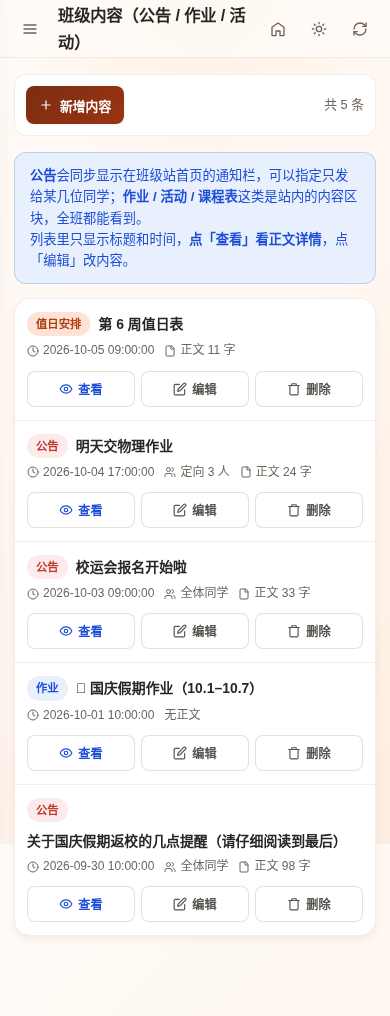 班级内容（公告 / 作业 / 活
动）
新增内容
共 5 条
公告会同步显示在班级站首页的通知栏，可以指定只发
给某几位同学；作业 / 活动 / 课程表这类是站内的内容区
块，全班都能看到。
列表里只显示标题和时间，点「查看」看正文详情，点
「编辑」改内容。
值日安排 第 6 周值日表
2026-10-05 09:00:00 正文 11 字
查看 编辑 删除
公告 明天交物理作业
2026-10-04 17:00:00 定向 3 人 正文 24 字
查看 编辑 删除
公告 校运会报名开始啦
2026-10-03 09:00:00 全体同学 正文 33 字
查看 编辑 删除
作业 国庆假期作业（10.1–10.7）
2026-10-01 10:00:00 无正文
查看 编辑 删除
公告
关于国庆假期返校的几点提醒（请仔细阅读到最后）
2026-09-30 10:00:00 全体同学 正文 98 字
查看 编辑 删除